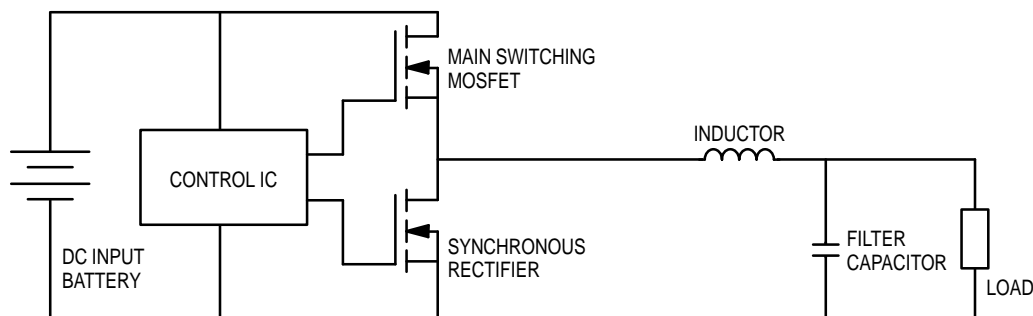 MAIN SWITCHING
MOSFET
INDUCTOR
CONTROL IC
DC INPUT
BATTERY
SYNCHRONOUS
RECTIFIER
FILTER
CAPACITOR
LOAD